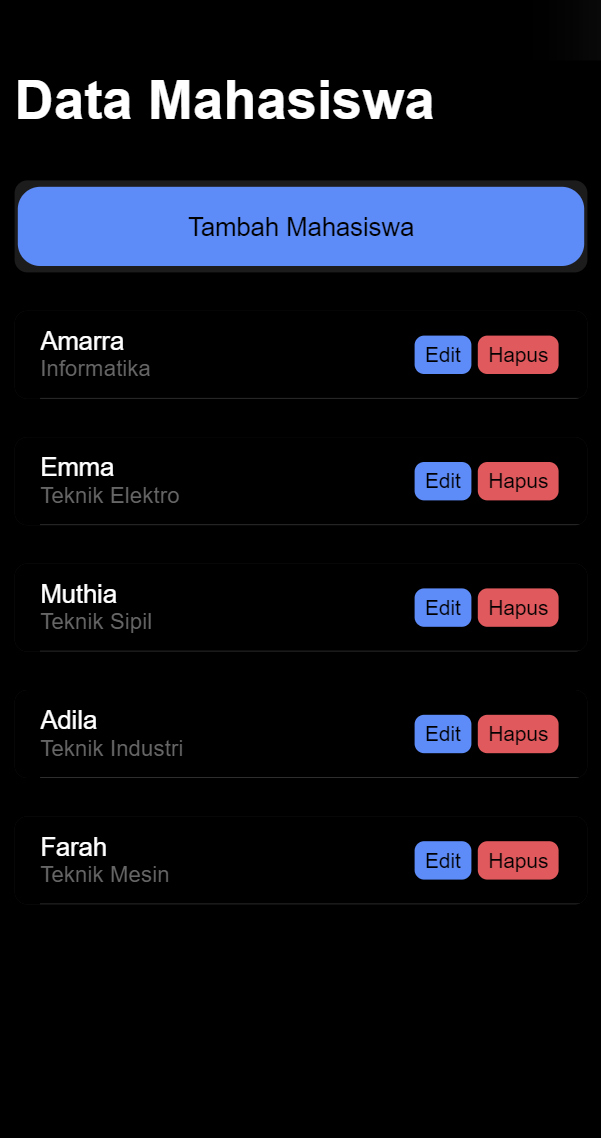 Data Mahasiswa
Tambah Mahasiswa
Amarra
Informatika
Edit Hapus
Emma
Teknik Elektro
Edit Hapus
Muthia
Teknik Sipil
Edit Hapus
Adila
Teknik Industri
Edit Hapus
Farah
Teknik Mesin
Edit Hapus